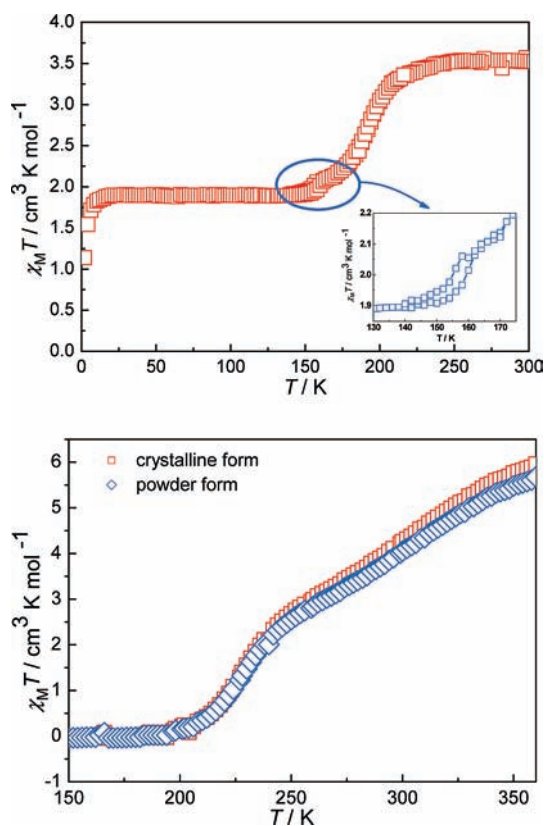 4.0
3.5
3.0
2.5
2.0
1.5
1.0
0.5
0.0
χMT / cm³ K mol⁻¹
0 50 100 150 200 250 300
T / K
2.2
2.1
2.0
1.9
χMT / cm³ K mol⁻¹
130 140 150 160 170
T / K
6
5
4
3
2
1
0
-1
χMT / cm³ K mol⁻¹
crystalline form
powder form
150 200 250 300 350
T / K